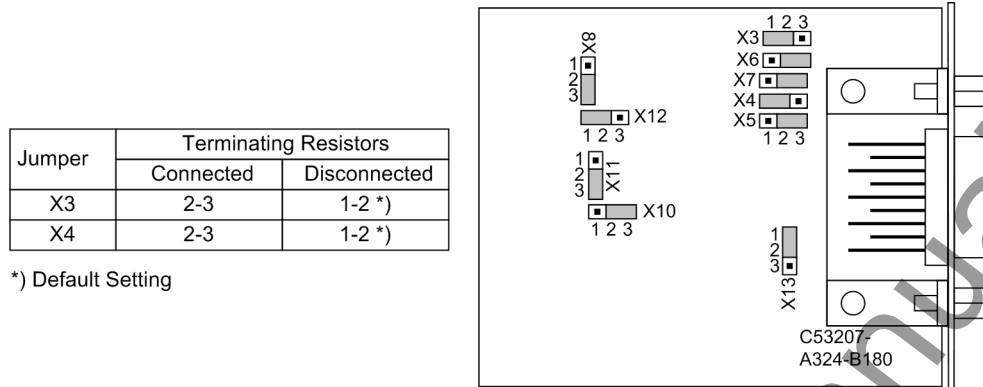 Jumper Terminating Resistors
Connected Disconnected
X3 2-3 1-2 *)
X4 2-3 1-2 *)
*) Default Setting
X8
1
2
3
X12
1 2 3
X11
1
2
3
X10
1 2 3
1 2 3
X3
X6
X7
X4
X5
1 2 3
1
2
3
X13
C53207-
A324-B180